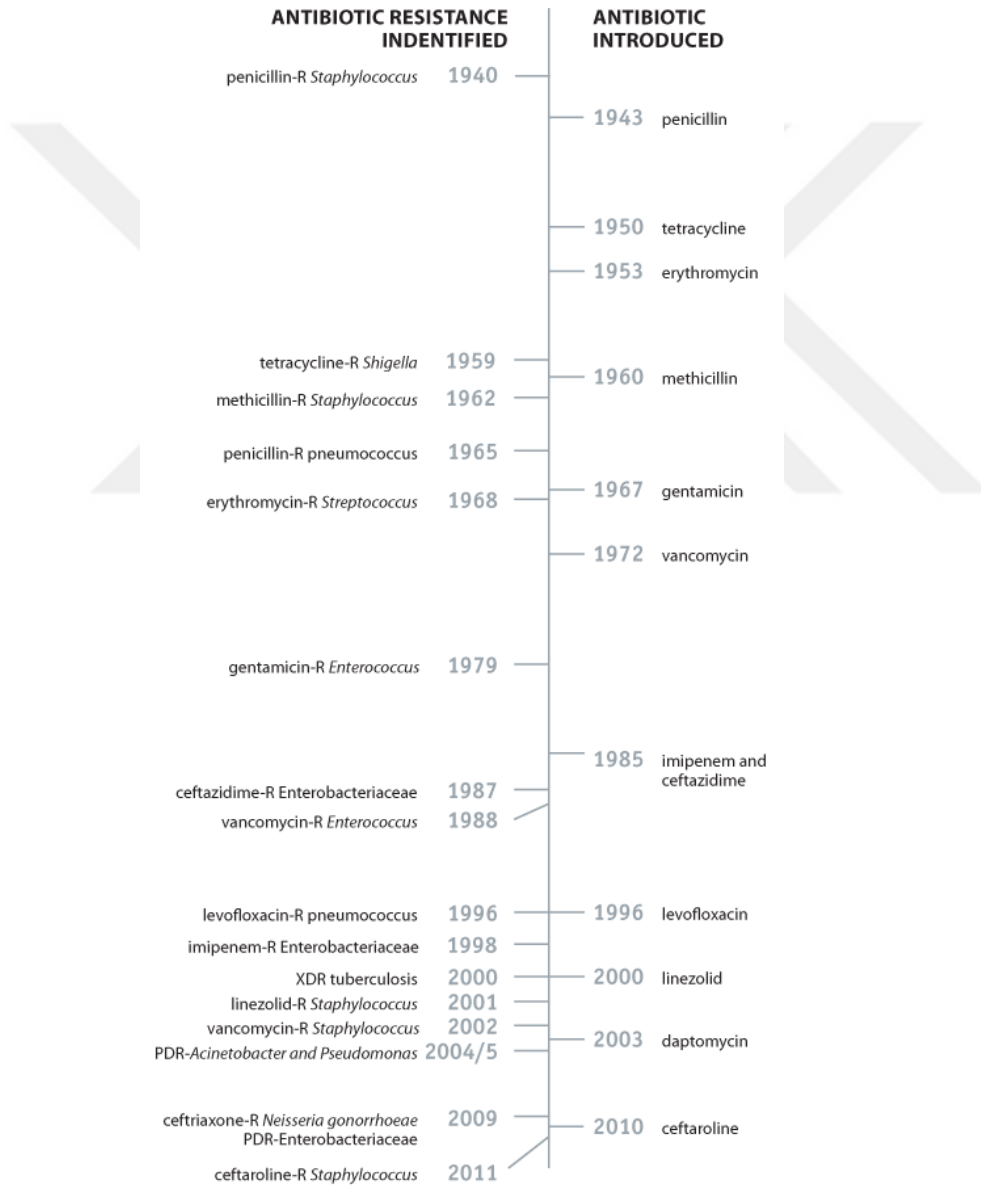 ANTIBIOTIC RESISTANCE
INDENTIFIED
ANTIBIOTIC
INTRODUCED
penicillin-R Staphylococcus 1940
1943 penicillin
1950 tetracycline
1953 erythromycin
tetracycline-R Shigella 1959
1960 methicillin
methicillin-R Staphylococcus 1962
penicillin-R pneumococcus 1965
1967 gentamicin
erythromycin-R Streptococcus 1968
1972 vancomycin
gentamicin-R Enterococcus 1979
1985 imipenem and
ceftazidime
ceftazidime-R Enterobacteriaceae 1987
vancomycin-R Enterococcus 1988
levofloxacin-R pneumococcus 1996
1996 levofloxacin
imipenem-R Enterobacteriaceae 1998
XDR tuberculosis 2000
2000 linezolid
linezolid-R Staphylococcus 2001
vancomycin-R Staphylococcus 2002
2003 daptomycin
PDR-Acinetobacter and Pseudomonas 2004/5
ceftriaxone-R Neisseria gonorrhoeae 2009
PDR-Enterobacteriaceae
2010 ceftaroline
ceftaroline-R Staphylococcus 2011